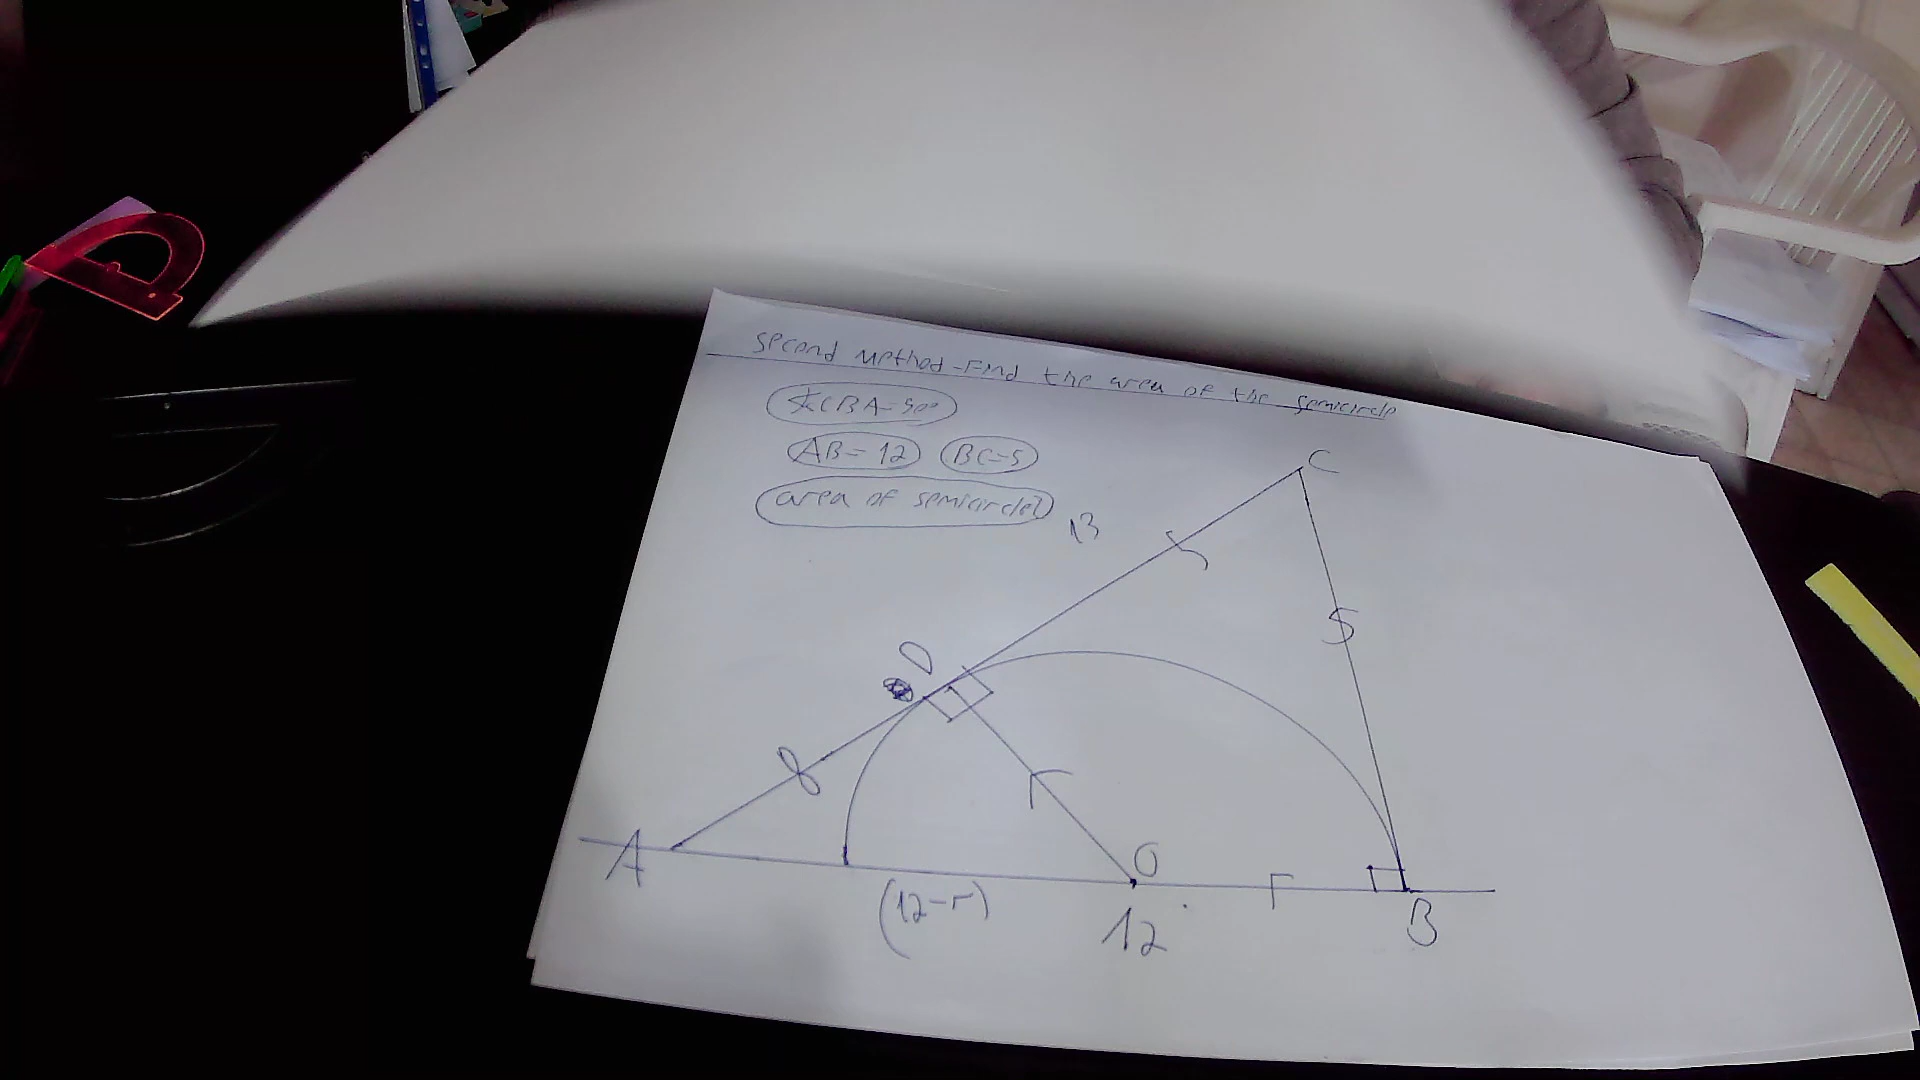 second method-Find the area of the semicircle
∡CBA=90°
AB=12 BC=5
area of semicircle?
13
C
5
5
D
8
r
A
O
(12-r)
r
12
B